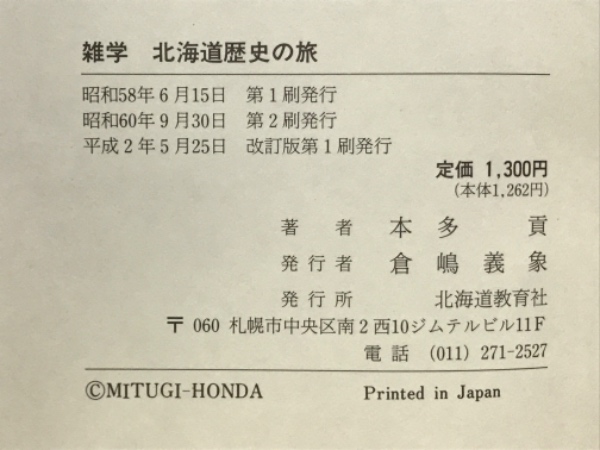 雑学　北海道歴史の旅
昭和58年6月15日　第1刷発行
昭和60年9月30日　第2刷発行
平成2年5月25日　改訂版第1刷発行
定価 1,300円
(本体1,262円)
著　者　本　多　　貢
発行者　倉　嶋　義　象
発行所　北海道教育社
〒 060 札幌市中央区南2西10ジムテルビル11F
電 話 (011) 271-2527
©MITUGI-HONDA　Printed in Japan